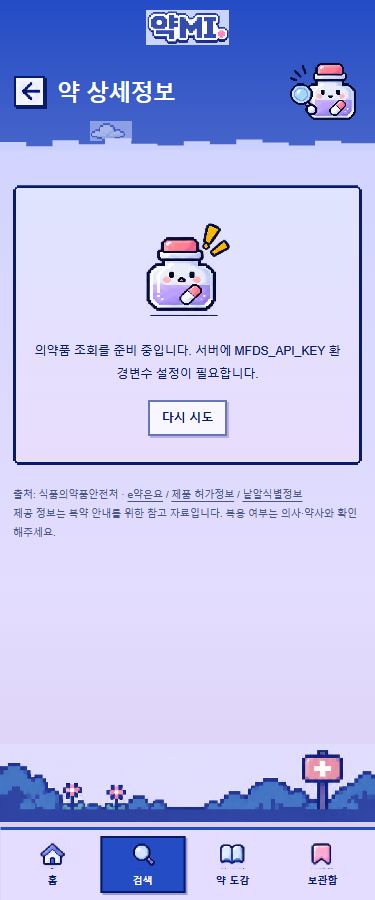 약MI.
약 상세정보
의약품 조회를 준비 중입니다. 서버에 MFDS_API_KEY 환
경변수 설정이 필요합니다.
다시 시도
출처: 식품의약품안전처 · e약은요 / 제품 허가정보 / 낱알식별정보
제공 정보는 복약 안내를 위한 참고 자료입니다. 복용 여부는 의사·약사와 확인
해주세요.
홈
검색
약 도감
보관함